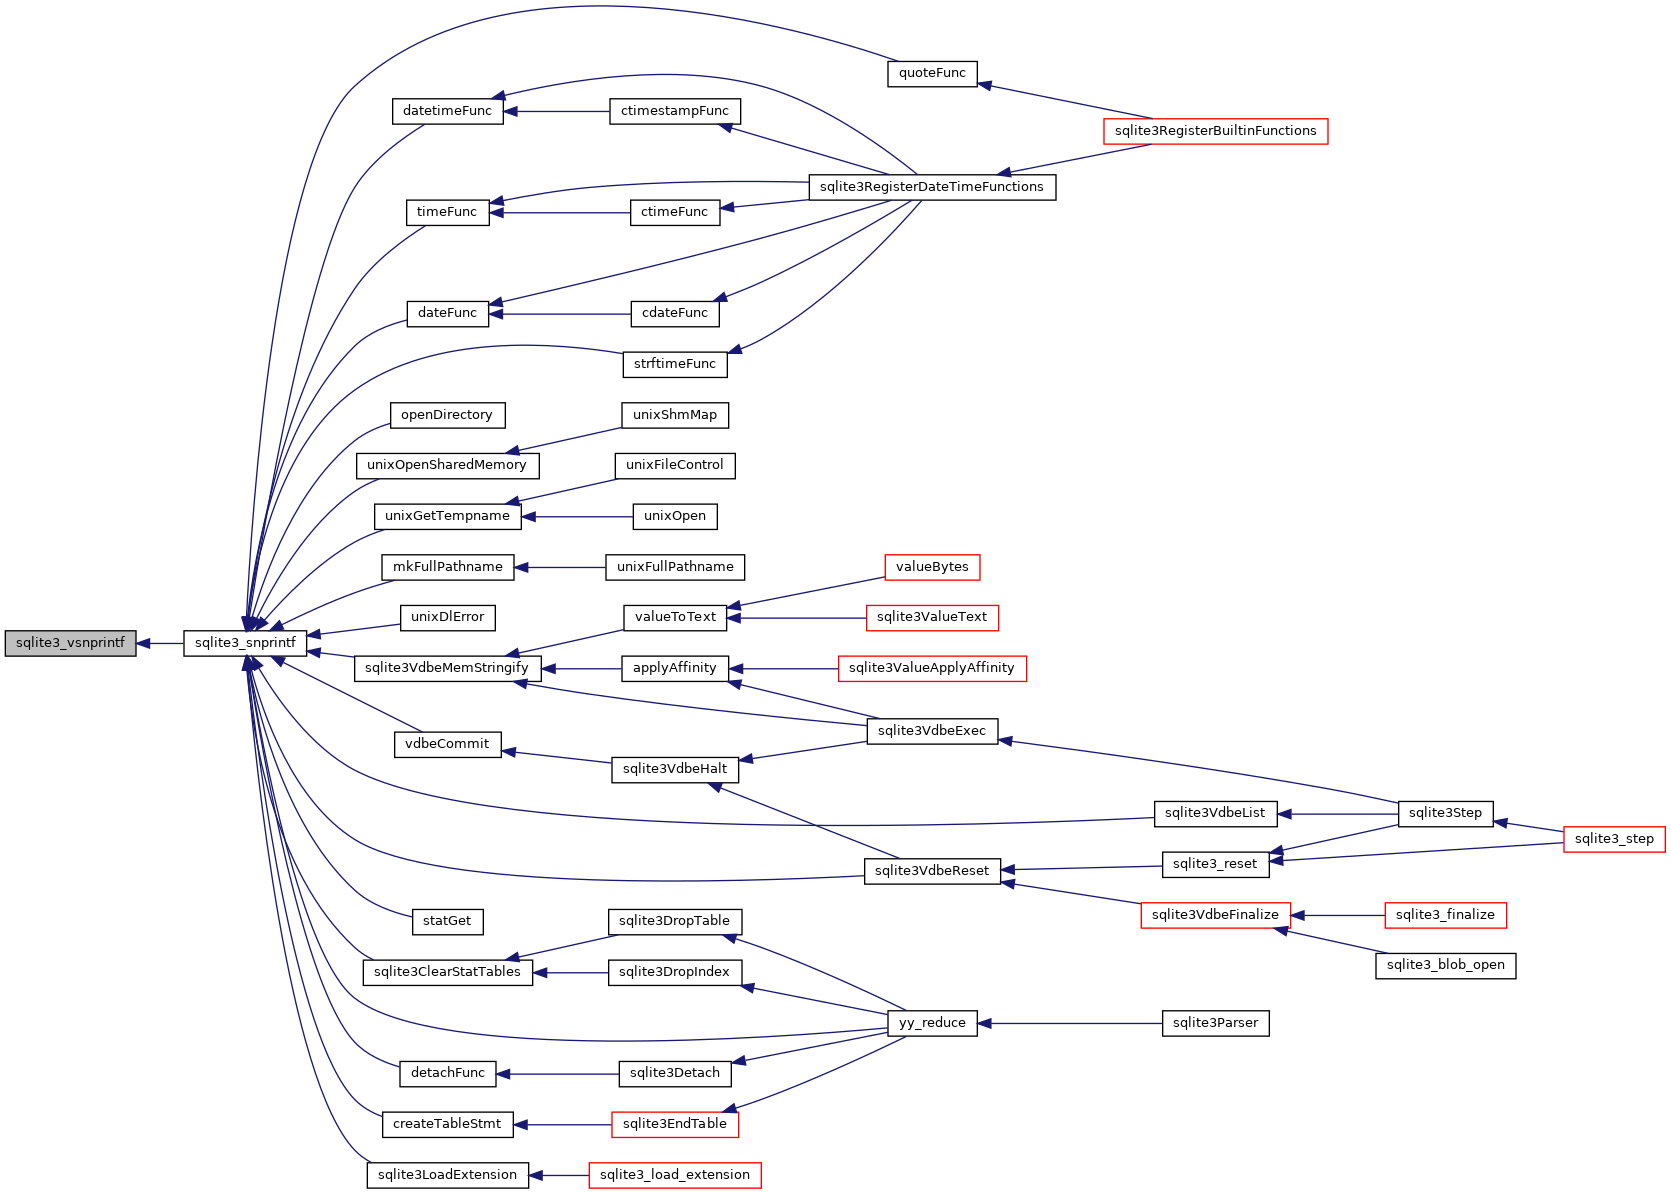 quoteFunc
datetimeFunc
ctimestampFunc
sqlite3RegisterBuiltinFunctions
sqlite3RegisterDateTimeFunctions
timeFunc
ctimeFunc
dateFunc
cdateFunc
strftimeFunc
openDirectory
unixShmMap
unixOpenSharedMemory
unixFileControl
unixGetTempname
unixOpen
mkFullPathname
unixFullPathname
valueBytes
unixDlError
valueToText
sqlite3ValueText
sqlite3_vsnprintf
sqlite3_snprintf
sqlite3VdbeMemStringify
applyAffinity
sqlite3ValueApplyAffinity
sqlite3VdbeExec
vdbeCommit
sqlite3VdbeHalt
sqlite3VdbeList
sqlite3Step
sqlite3_step
sqlite3VdbeReset
sqlite3_reset
sqlite3VdbeFinalize
sqlite3_finalize
statGet
sqlite3DropTable
sqlite3_blob_open
sqlite3ClearStatTables
sqlite3DropIndex
yy_reduce
sqlite3Parser
detachFunc
sqlite3Detach
createTableStmt
sqlite3EndTable
sqlite3LoadExtension
sqlite3_load_extension